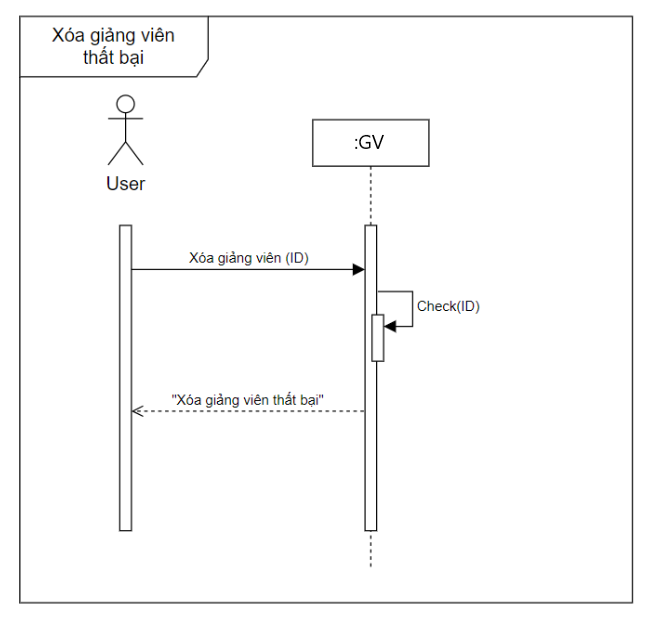 Xóa giảng viên
thất bại
:GV
User
Xóa giảng viên (ID)
Check(ID)
"Xóa giảng viên thất bại"